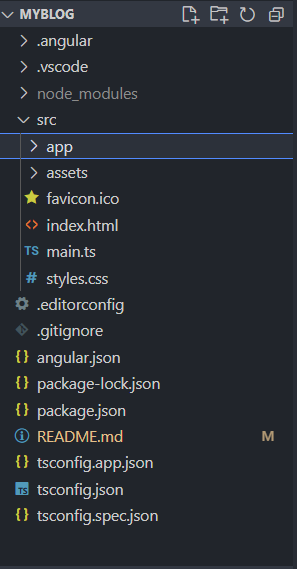 MYBLOG
.angular
.vscode
node_modules
src
app
assets
favicon.ico
<> index.html
TS main.ts
# styles.css
.editorconfig
.gitignore
{} angular.json
{} package-lock.json
{} package.json
README.md M
{} tsconfig.app.json
TS tsconfig.json
{} tsconfig.spec.json